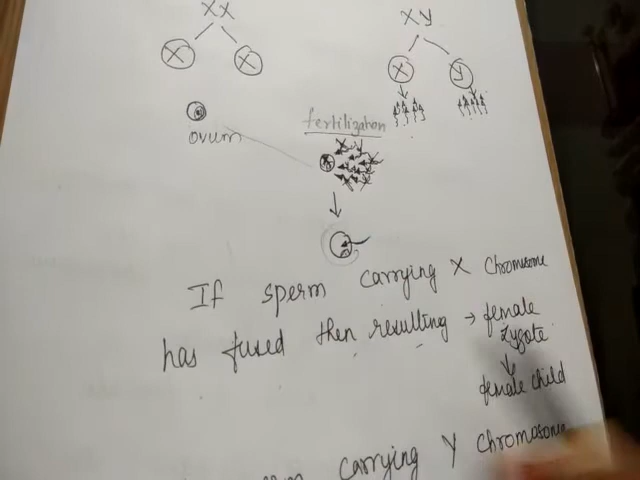 XX
Xy
X X
X y
ovum
fertilization
If sperm carrying X chromosome
has fused then resulting → female
zygote
↓
female child
carrying Y chromosome